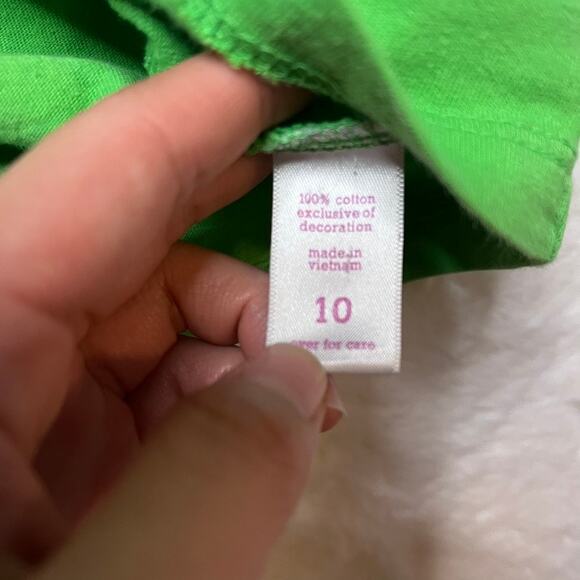 100% cotton
exclusive of
decoration
made in
vietnam
10
over for care